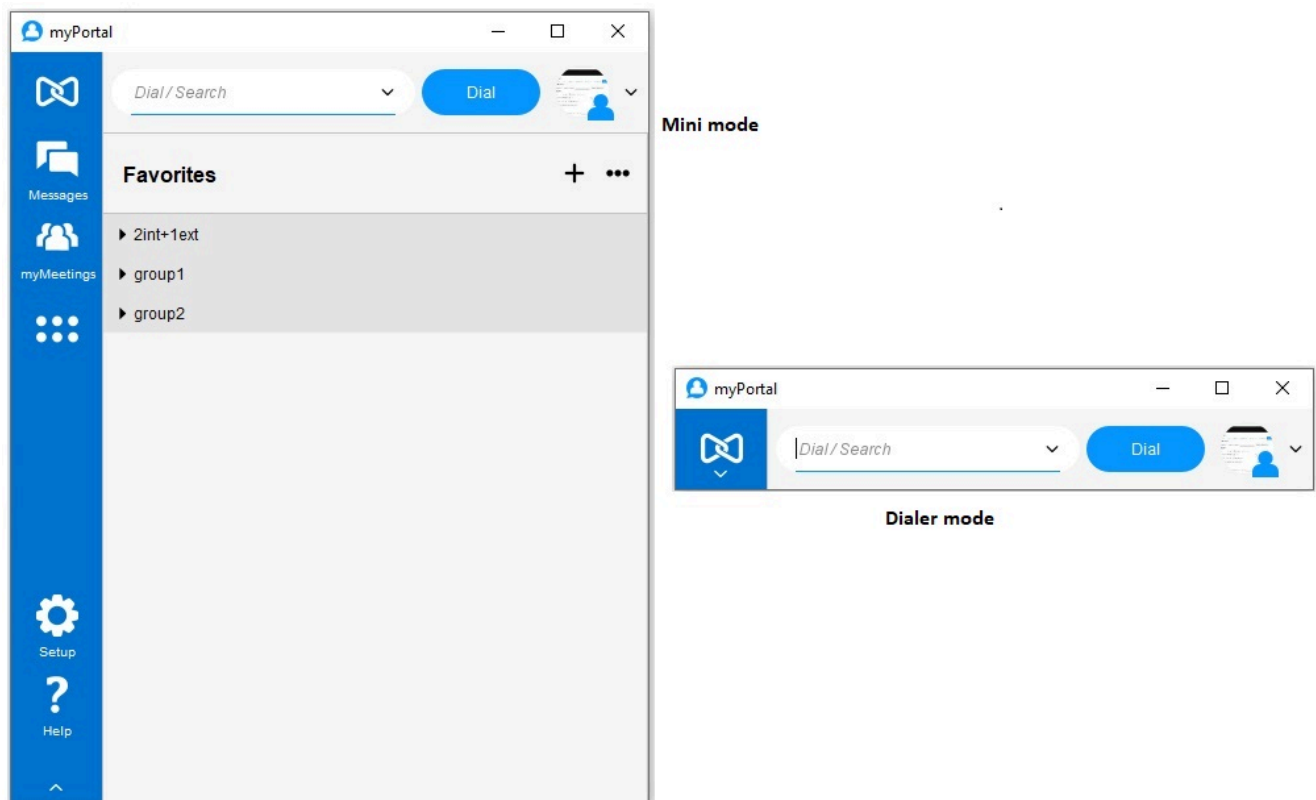 myPortal
Dial / Search
Dial
Messages
myMeetings
Favorites
2int+1ext
group1
group2
Setup
Help
Mini mode
myPortal
Dial / Search
Dial
Dialer mode